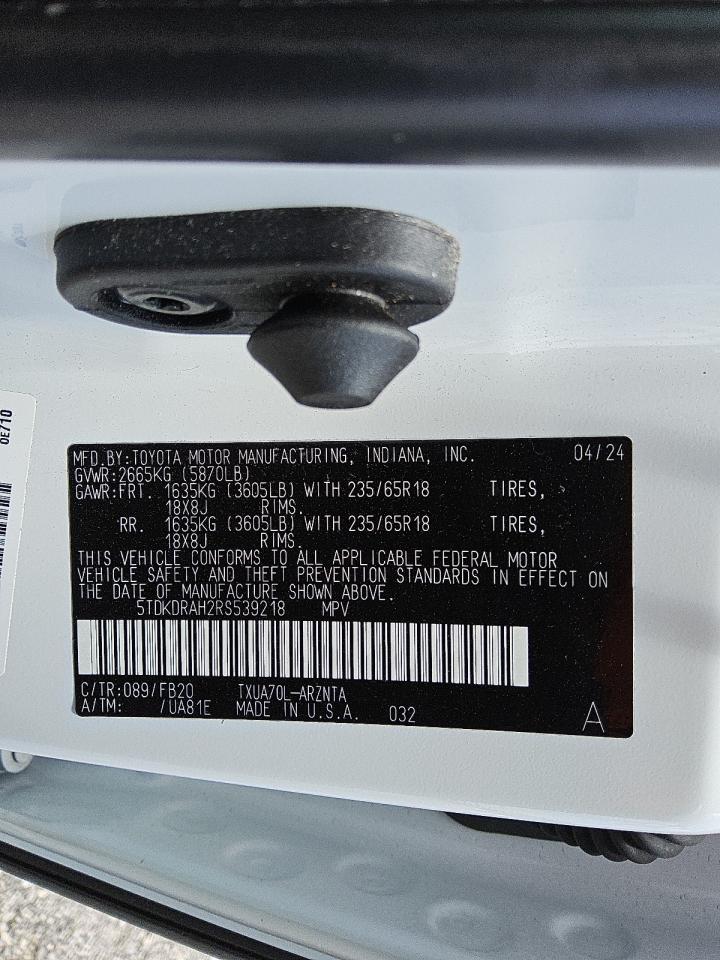 OE710
MFD.BY:TOYOTA MOTOR MANUFACTURING, INDIANA, INC. 04/24
GVWR:2665KG (5870LB)
GAWR:FRT. 1635KG (3605LB) WITH 235/65R18 TIRES,
18X8J RIMS.
RR. 1635KG (3605LB) WITH 235/65R18 TIRES,
18X8J RIMS.
THIS VEHICLE CONFORMS TO ALL APPLICABLE FEDERAL MOTOR
VEHICLE SAFETY AND THEFT PREVENTION STANDARDS IN EFFECT ON
THE DATE OF MANUFACTURE SHOWN ABOVE.
5TDKDRAH2RS539218 MPV
C/TR:089/FB20 TXUA70L-ARZNTA
A/TM: /UA81E MADE IN U.S.A. 032 A